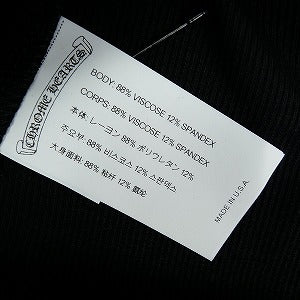 CHROME HEARTS
BODY: 88% VISCOSE 12% SPANDEX
CORPS: 88% VISCOSE 12% SPANDEX
本体: レーヨン 88% ポリウレタン 12%
주요부: 88% 비스코스 12% 스판덱스
大身面料: 88% 粘纤 12% 氨纶
MADE IN U.S.A.